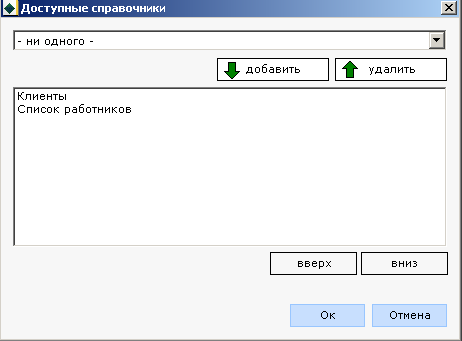 Доступные справочники
- ни одного -
добавить
удалить
Клиенты
Список работников
вверх
вниз
Ок
Отмена